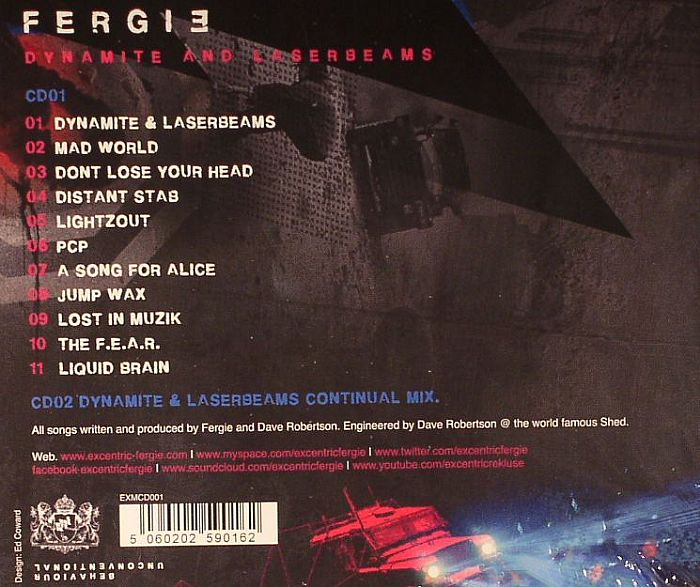 FERGIE
DYNAMITE AND LASERBEAMS
CD01
01 DYNAMITE & LASERBEAMS
02 MAD WORLD
03 DONT LOSE YOUR HEAD
04 DISTANT STAB
05 LIGHTZOUT
06 PCP
07 A SONG FOR ALICE
08 JUMP WAX
09 LOST IN MUZIK
10 THE F.E.A.R.
11 LIQUID BRAIN
CD02 DYNAMITE & LASERBEAMS CONTINUAL MIX.
All songs written and produced by Fergie and Dave Robertson. Engineered by Dave Robertson @ the world famous Shed.
Web. www.excentric-fergie.com I www.myspace.com/excentricfergie I www.twitter.com/excentricfergie
facebook-excentricfergie I www.soundcloud.com/excentricfergie I www.youtube.com/excentricrekluse
EXMCD001
5 060202 590162
BEHAVIOUR
UNCONVENTIONAL
Design: Ed Coward